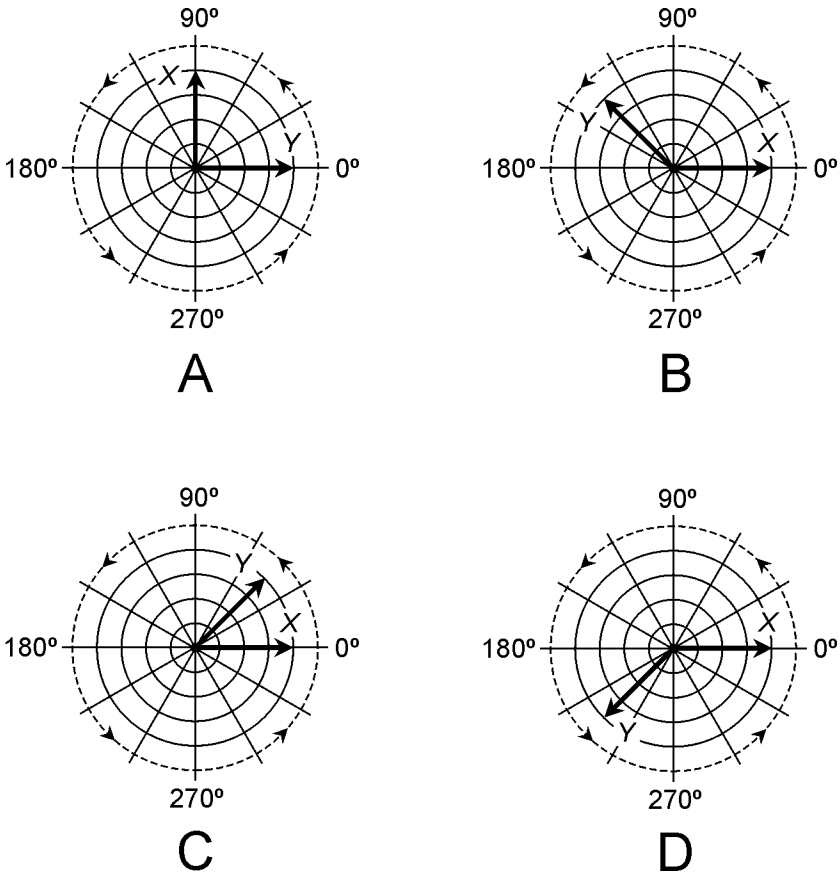 90º 90º
X Y Y X
180º 0º 180º 0º
270º 270º
A B
90º 90º
Y X X
180º 0º 180º 0º
Y
270º 270º
C D